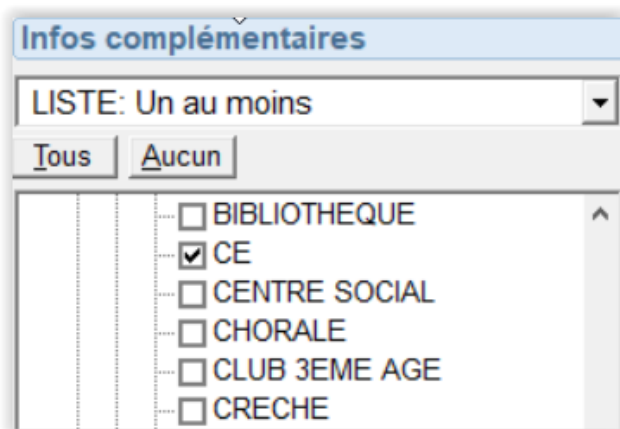 Infos complémentaires
LISTE: Un au moins
Tous Aucun
BIBLIOTHEQUE
CE
CENTRE SOCIAL
CHORALE
CLUB 3EME AGE
CRECHE